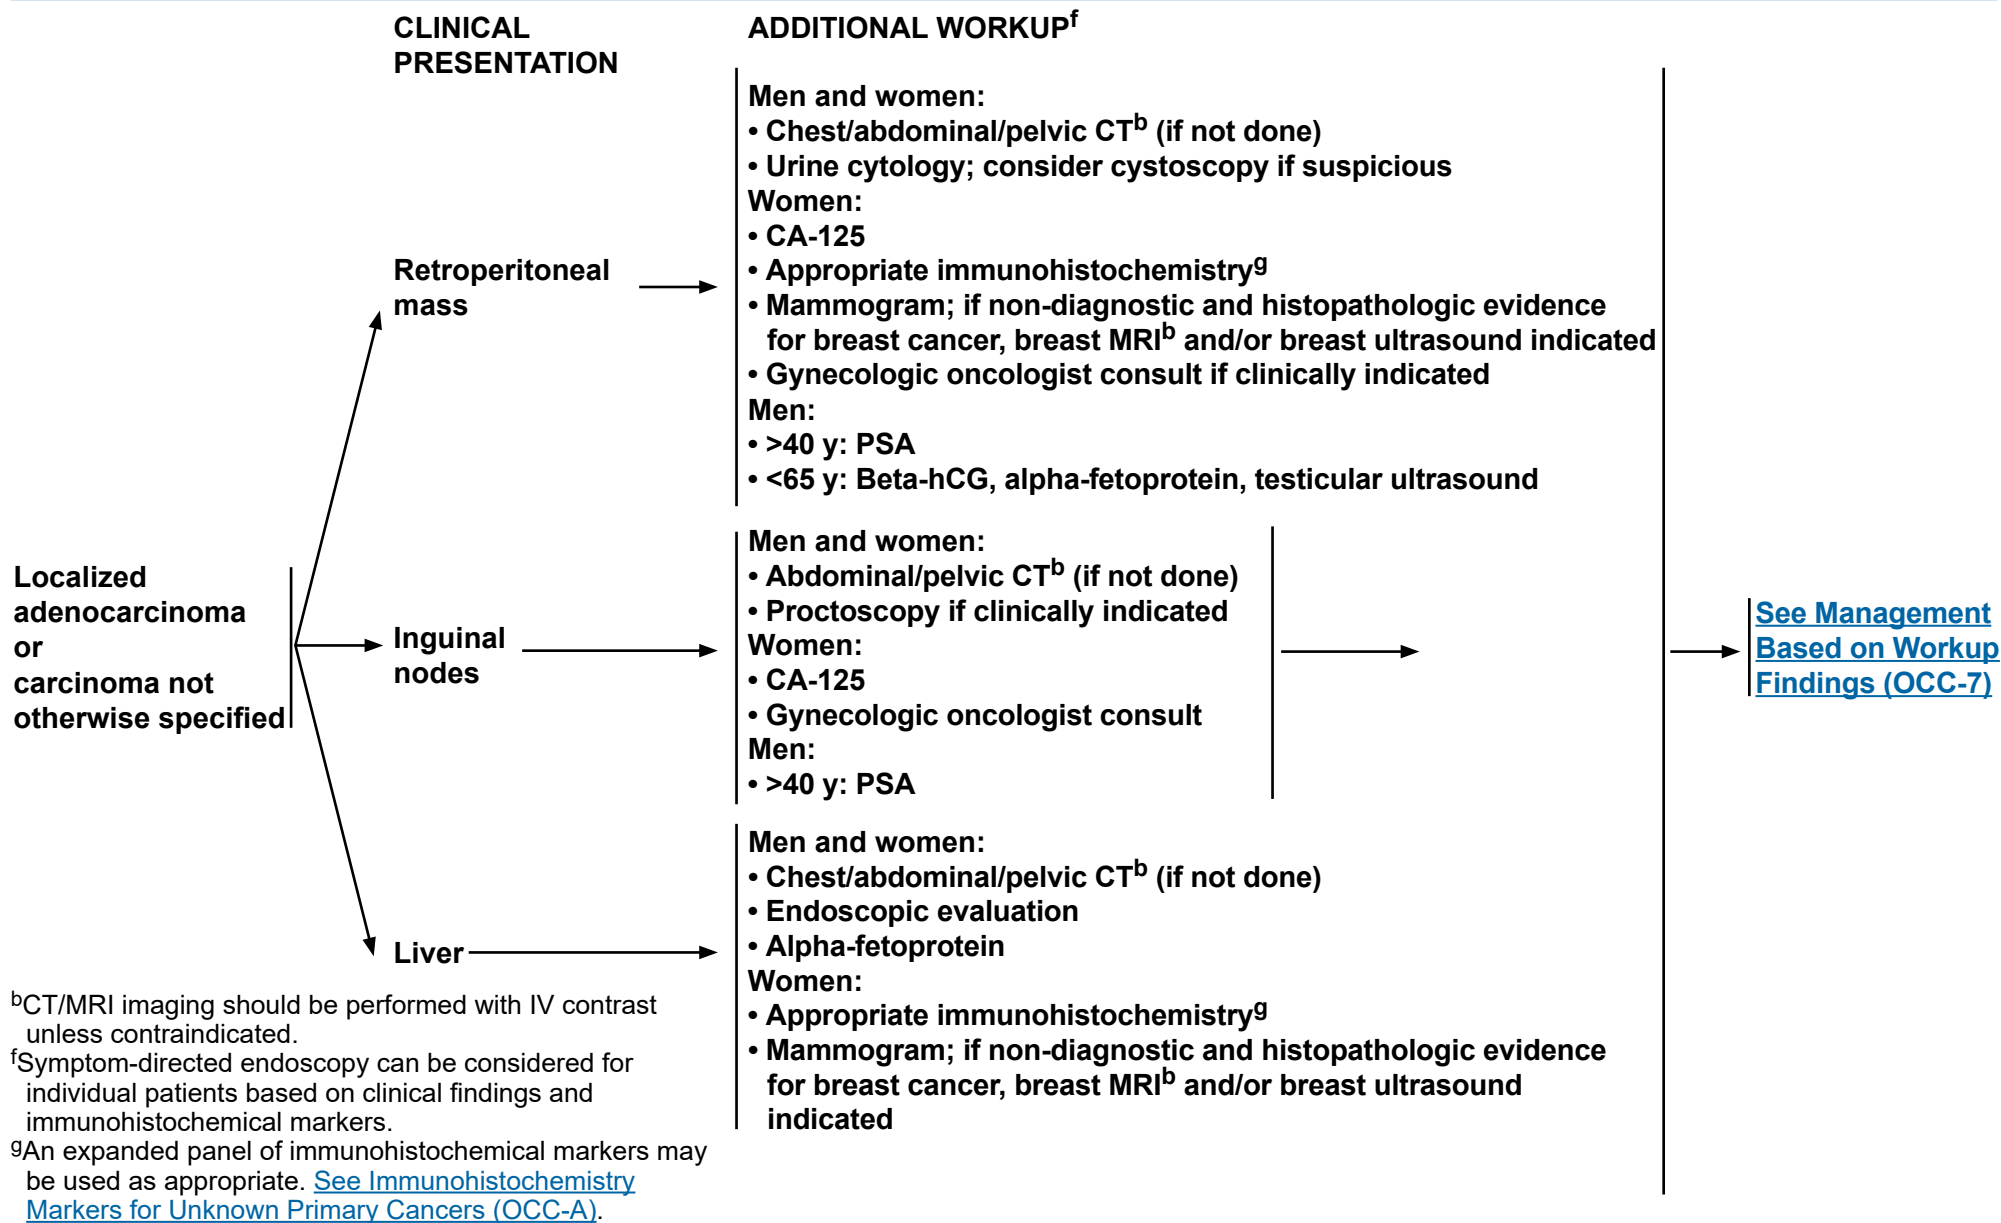 CLINICAL
PRESENTATION
ADDITIONAL WORKUPf
Localized
adenocarcinoma
or
carcinoma not
otherwise specified
Retroperitoneal
mass
Men and women:
• Chest/abdominal/pelvic CTb (if not done)
• Urine cytology; consider cystoscopy if suspicious
Women:
• CA-125
• Appropriate immunohistochemistryg
• Mammogram; if non-diagnostic and histopathologic evidence
for breast cancer, breast MRIb and/or breast ultrasound indicated
• Gynecologic oncologist consult if clinically indicated
Men:
• >40 y: PSA
• <65 y: Beta-hCG, alpha-fetoprotein, testicular ultrasound
Inguinal
nodes
Men and women:
• Abdominal/pelvic CTb (if not done)
• Proctoscopy if clinically indicated
Women:
• CA-125
• Gynecologic oncologist consult
Men:
• >40 y: PSA
Liver
Men and women:
• Chest/abdominal/pelvic CTb (if not done)
• Endoscopic evaluation
• Alpha-fetoprotein
Women:
• Appropriate immunohistochemistryg
• Mammogram; if non-diagnostic and histopathologic evidence
for breast cancer, breast MRIb and/or breast ultrasound
indicated
See Management
Based on Workup
Findings (OCC-7)
bCT/MRI imaging should be performed with IV contrast
unless contraindicated.
fSymptom-directed endoscopy can be considered for
individual patients based on clinical findings and
immunohistochemical markers.
gAn expanded panel of immunohistochemical markers may
be used as appropriate. See Immunohistochemistry
Markers for Unknown Primary Cancers (OCC-A).